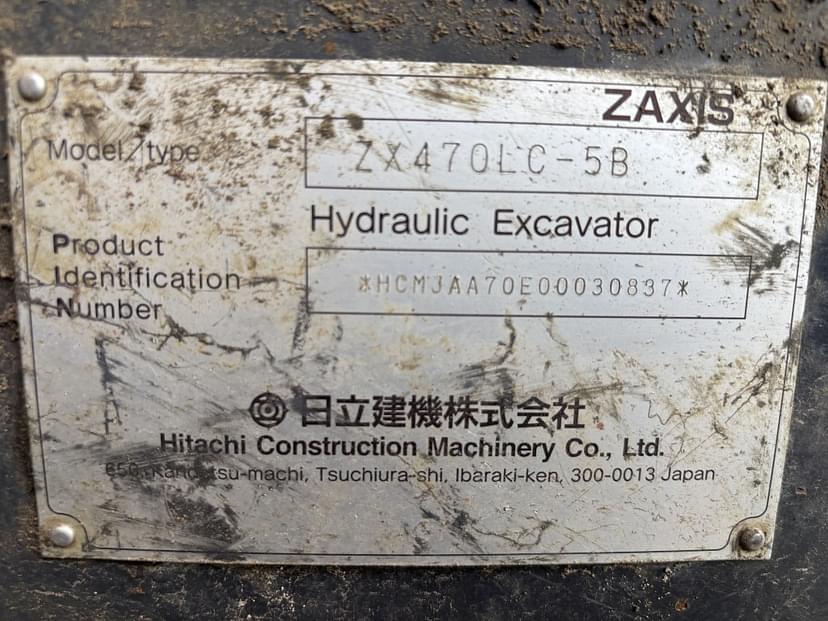 ZAXIS
Model/type ZX470LC-5B
Hydraulic Excavator
Product
Identification
Number
*HCMJAA70E00030837*
日立建機株式会社
Hitachi Construction Machinery Co., Ltd.
650, Kandatsu-machi, Tsuchiura-shi, Ibaraki-ken, 300-0013 Japan